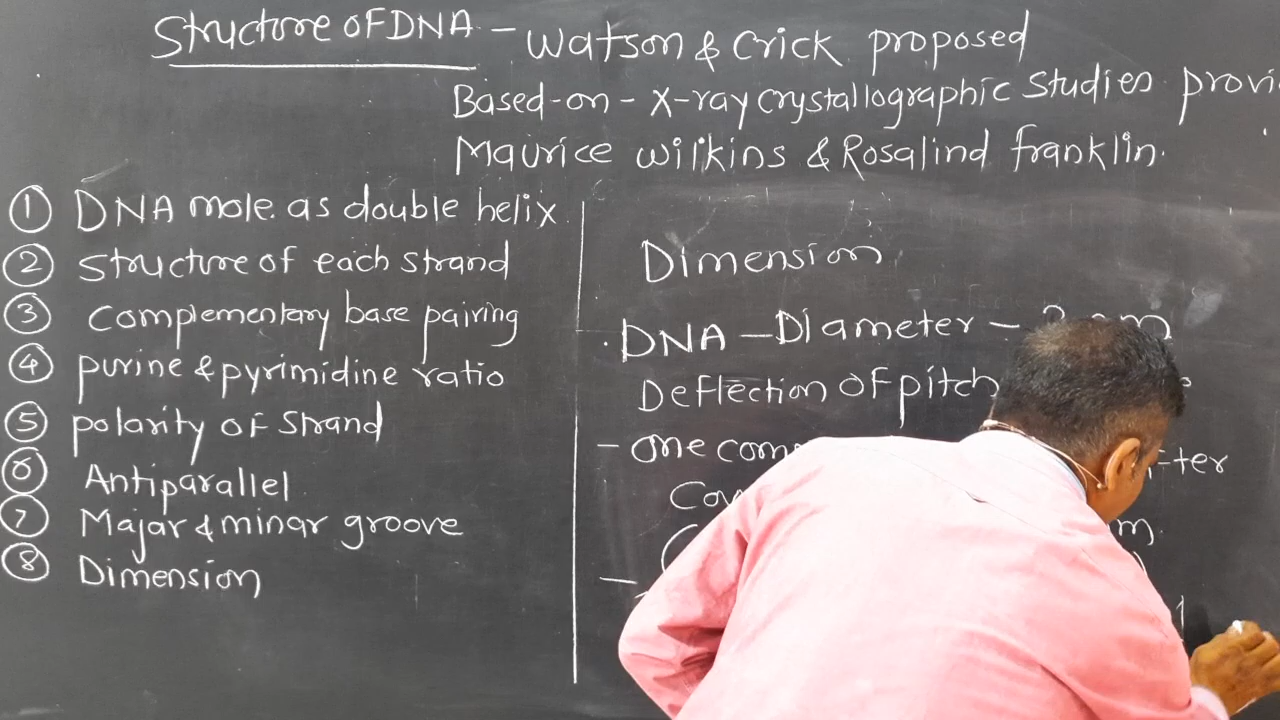 Structure of DNA - Watson & Crick proposed
Based-on - X-ray crystallographic Studies
Maurice Wilkins & Rosalind franklin.
① DNA mole. as double helix
② Structure of each strand
③ Complementary base pairing
④ purine & pyrimidine ratio
⑤ polarity of Strand
⑥ Antiparallel
⑦ Majar & minar groove
⑧ Dimension
Dimension
DNA - Diameter -
Deflection of pitch
- one